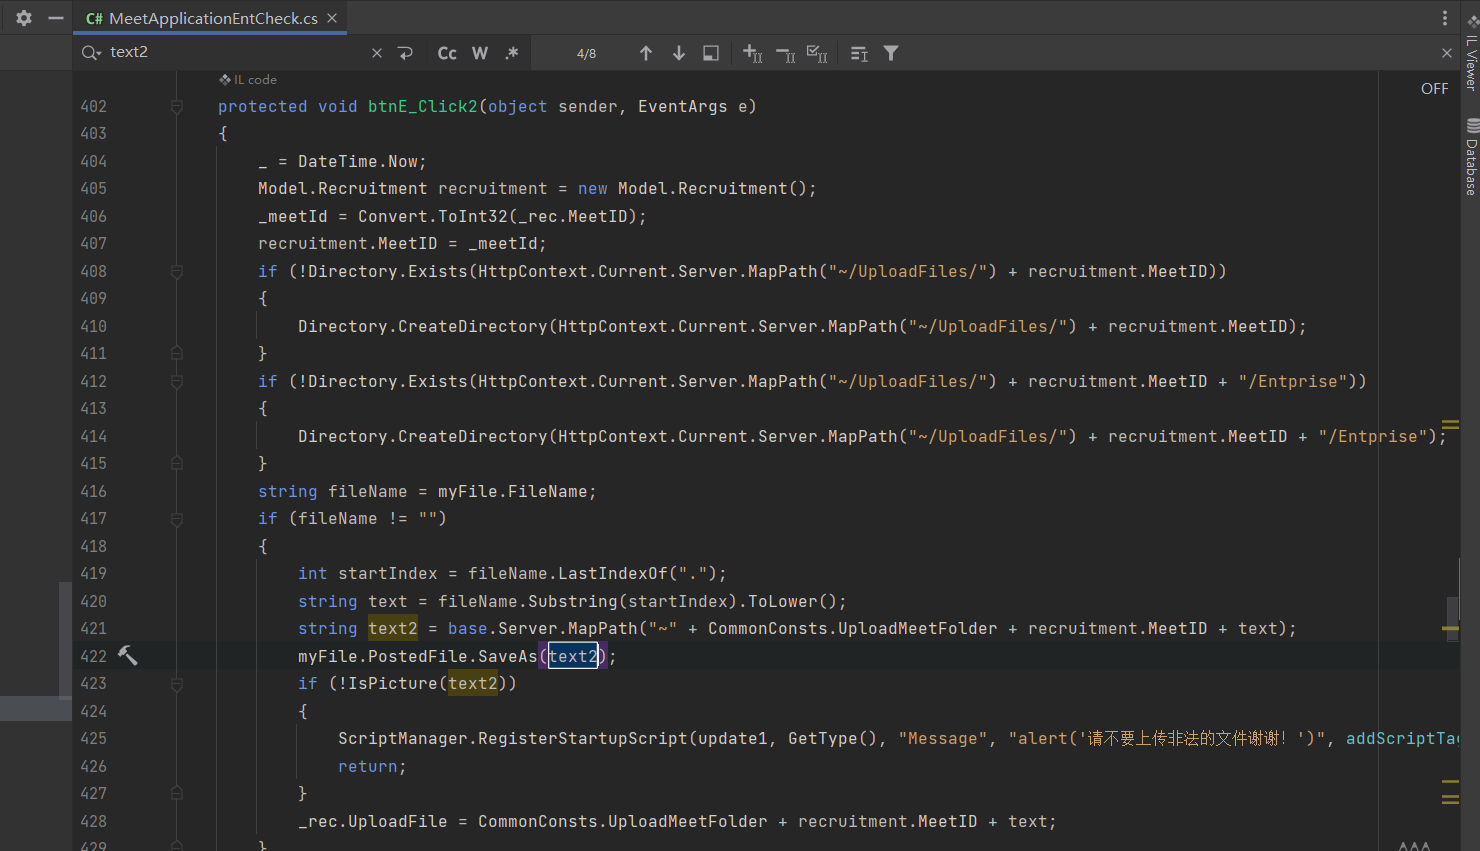 C# MeetApplicationEntCheck.cs
text2
Cc W .* 4/8
IL code
OFF
IL Viewer
Database
402 protected void btnE_Click2(object sender, EventArgs e)
403 {
404 _ = DateTime.Now;
405 Model.Recruitment recruitment = new Model.Recruitment();
406 _meetId = Convert.ToInt32(_rec.MeetID);
407 recruitment.MeetID = _meetId;
408 if (!Directory.Exists(HttpContext.Current.Server.MapPath("~/UploadFiles/") + recruitment.MeetID))
409 {
410 Directory.CreateDirectory(HttpContext.Current.Server.MapPath("~/UploadFiles/") + recruitment.MeetID);
411 }
412 if (!Directory.Exists(HttpContext.Current.Server.MapPath("~/UploadFiles/") + recruitment.MeetID + "/Entprise"))
413 {
414 Directory.CreateDirectory(HttpContext.Current.Server.MapPath("~/UploadFiles/") + recruitment.MeetID + "/Entprise");
415 }
416 string fileName = myFile.FileName;
417 if (fileName != "")
418 {
419 int startIndex = fileName.LastIndexOf(".");
420 string text = fileName.Substring(startIndex).ToLower();
421 string text2 = base.Server.MapPath("~" + CommonConsts.UploadMeetFolder + recruitment.MeetID + text);
422 myFile.PostedFile.SaveAs(text2);
423 if (!IsPicture(text2))
424 {
425 ScriptManager.RegisterStartupScript(update1, GetType(), "Message", "alert('请不要上传非法的文件谢谢! ')", addScriptTag
426 return;
427 }
428 _rec.UploadFile = CommonConsts.UploadMeetFolder + recruitment.MeetID + text;
429 }